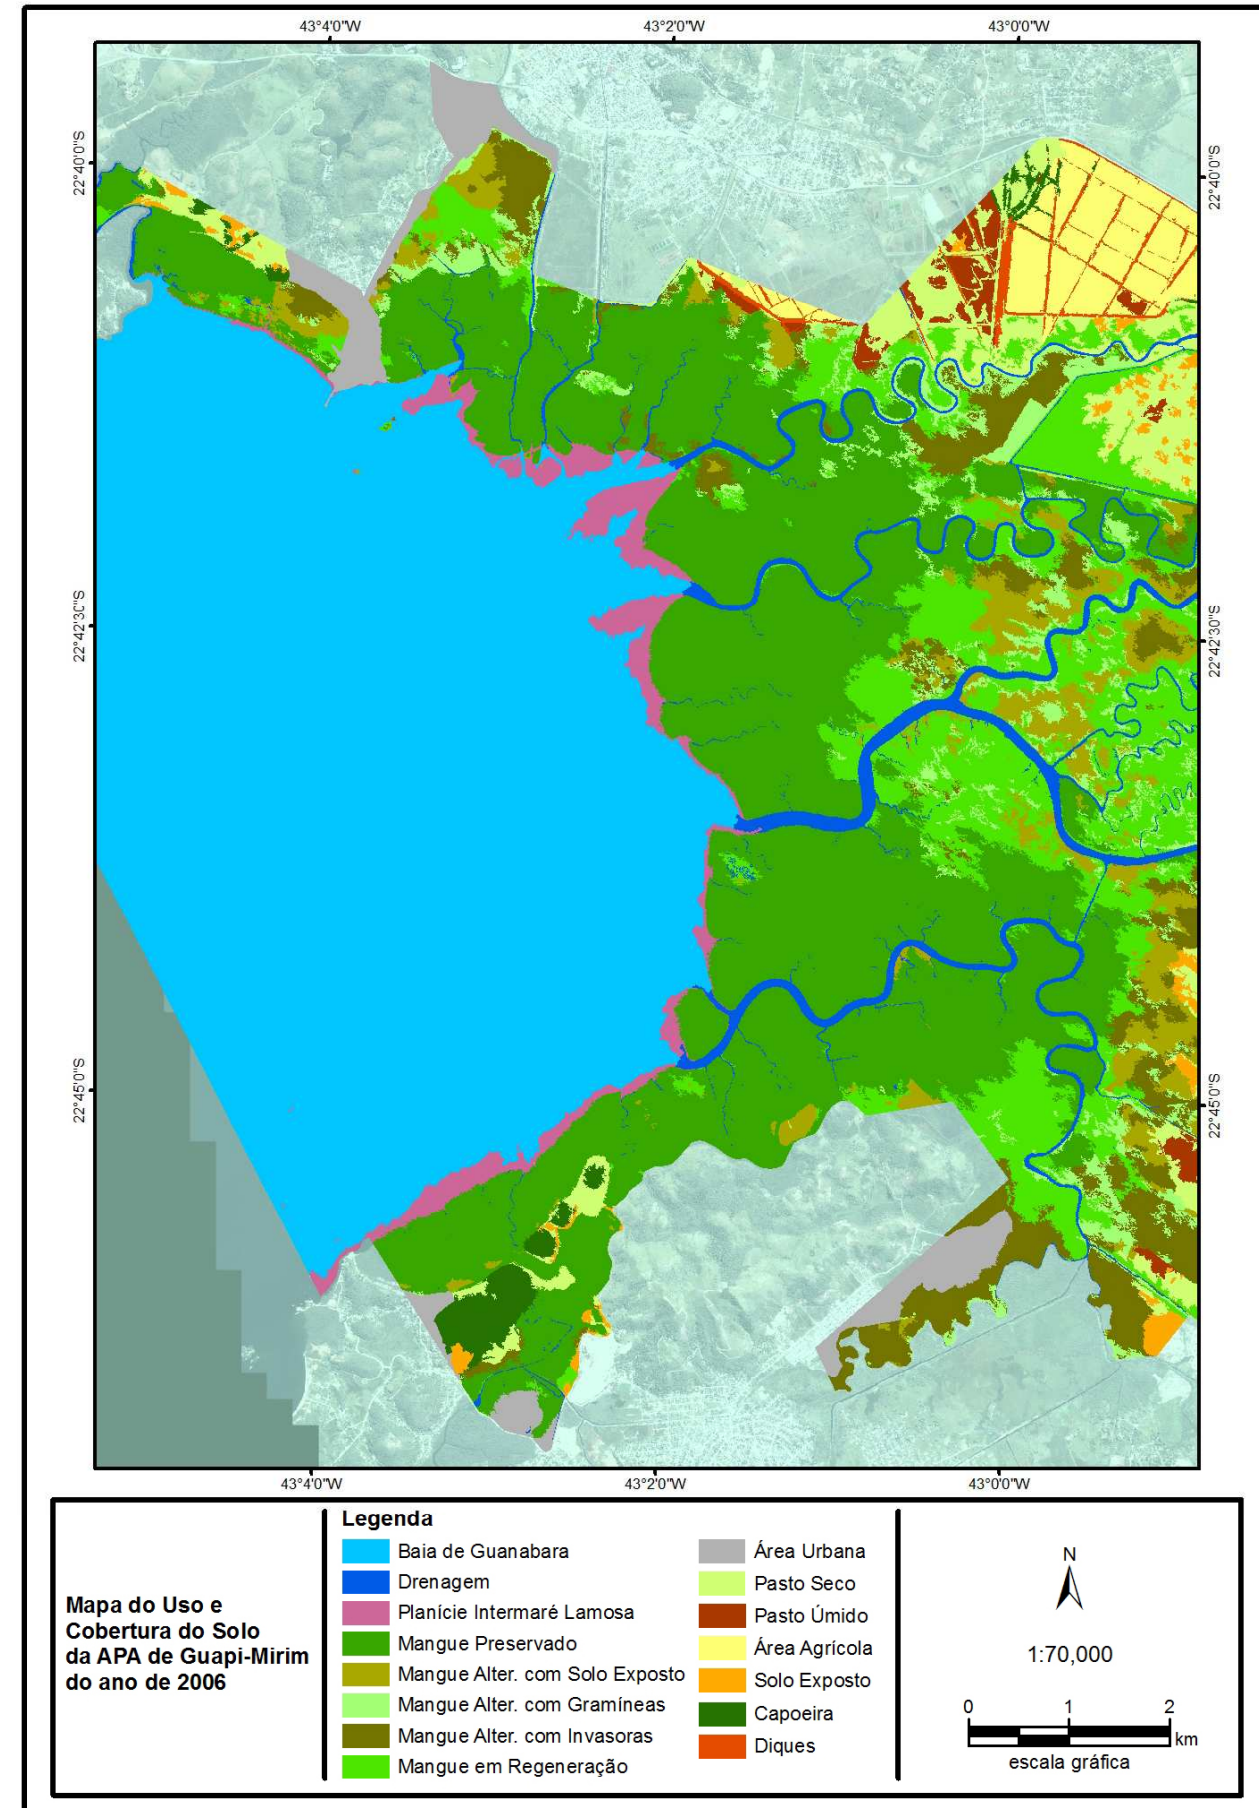 43°4'0"W 43°2'0"W 43°0'0"W
22°40'0"S
22°40'0"S
22°42'30"S
22°42'30"S
22°45'0"S
22°45'0"S
43°4'0"W 43°2'0"W 43°0'0"W
Mapa do Uso e
Cobertura do Solo
da APA de Guapi-Mirim
do ano de 2006
Legenda
Baia de Guanabara
Drenagem
Planície Intermaré Lamosa
Mangue Preservado
Mangue Alter. com Solo Exposto
Mangue Alter. com Gramíneas
Mangue Alter. com Invasoras
Mangue em Regeneração
Área Urbana
Pasto Seco
Pasto Úmido
Área Agrícola
Solo Exposto
Capoeira
Diques
N
1:70,000
0 1 2
km
escala gráfica